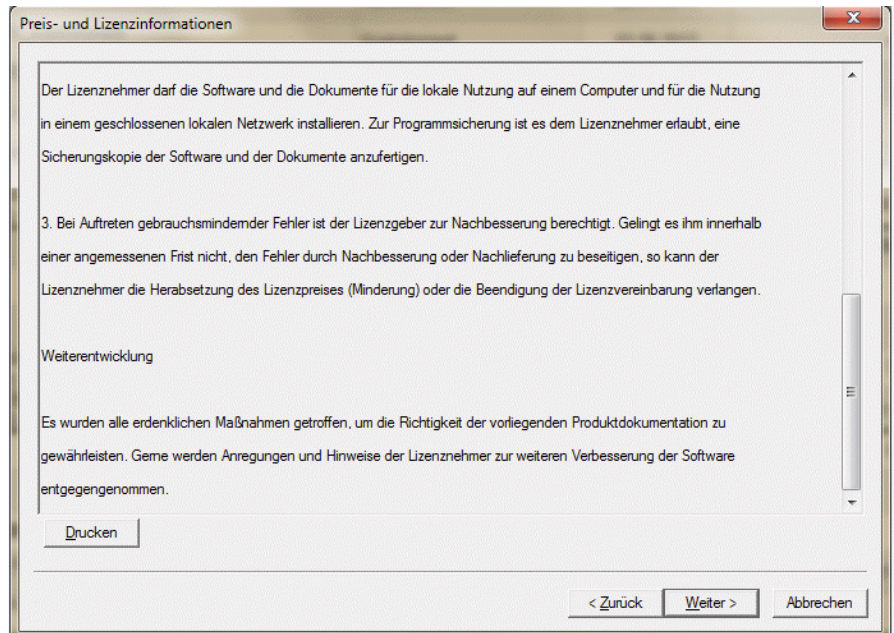 Preis- und Lizenzinformationen
Der Lizenznehmer darf die Software und die Dokumente für die lokale Nutzung auf einem Computer und für die Nutzung
in einem geschlossenen lokalen Netzwerk installieren. Zur Programmsicherung ist es dem Lizenznehmer erlaubt, eine
Sicherungskopie der Software und der Dokumente anzufertigen.
3. Bei Auftreten gebrauchsmindernder Fehler ist der Lizenzgeber zur Nachbesserung berechtigt. Gelingt es ihm innerhalb
einer angemessenen Frist nicht, den Fehler durch Nachbesserung oder Nachlieferung zu beseitigen, so kann der
Lizenznehmer die Herabsetzung des Lizenzpreises (Minderung) oder die Beendigung der Lizenzvereinbarung verlangen.
Weiterentwicklung
Es wurden alle erdenklichen Maßnahmen getroffen, um die Richtigkeit der vorliegenden Produktdokumentation zu
gewährleisten. Gerne werden Anregungen und Hinweise der Lizenznehmer zur weiteren Verbesserung der Software
entgegengenommen.
Drucken
< Zurück Weiter > Abbrechen